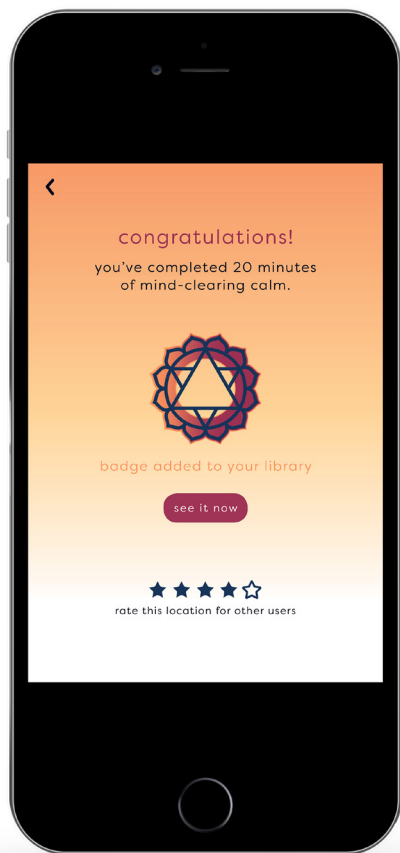 congratulations!
you've completed 20 minutes
of mind-clearing calm.
badge added to your library
see it now
rate this location for other users